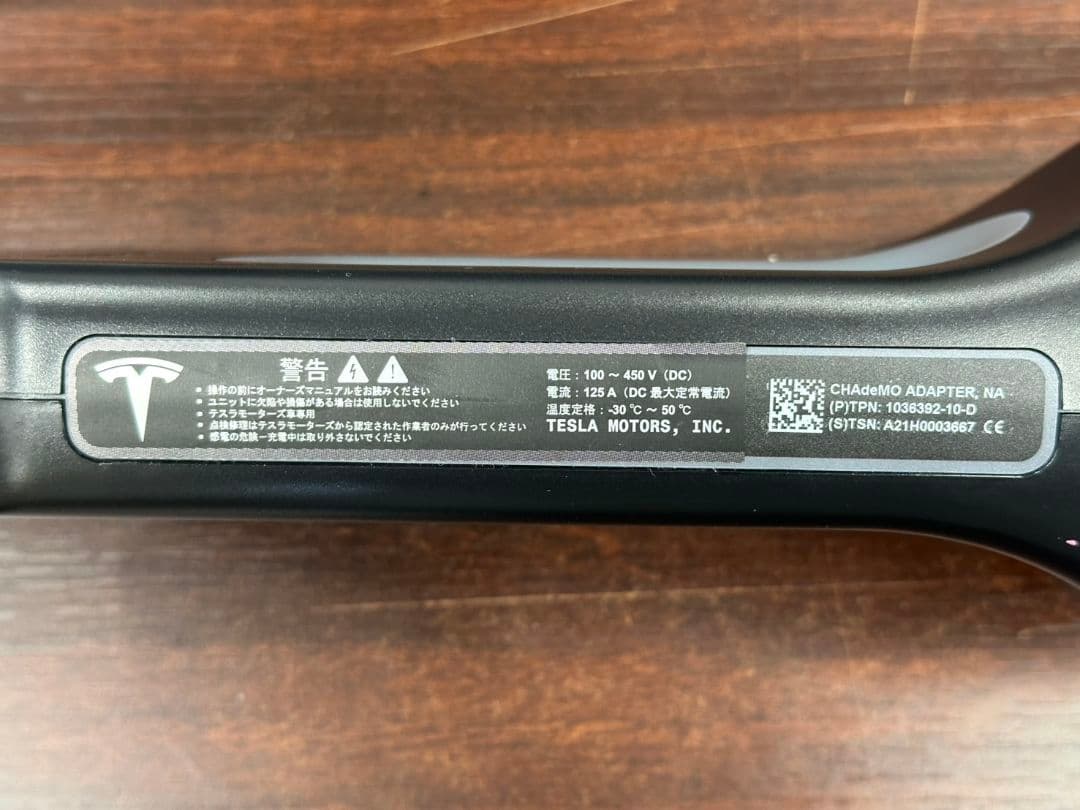 警告
• 操作の前にオーナーズマニュアルをお読みください
• ユニットに欠陥や損傷がある場合は使用しないでください
• テスラモーターズ車専用
• 点検修理はテスラモーターズから認定された作業者のみが行ってください
• 感電の危険－充電中は取り外さないでください
電圧：100 ～ 450 V（DC）
電流：125 A（DC 最大定常電流）
温度定格：-30 ℃ ～ 50 ℃
TESLA MOTORS, INC.
CHAdeMO ADAPTER, NA
(P)TPN: 1036392-10-D
(S)TSN: A21H0003667 CE